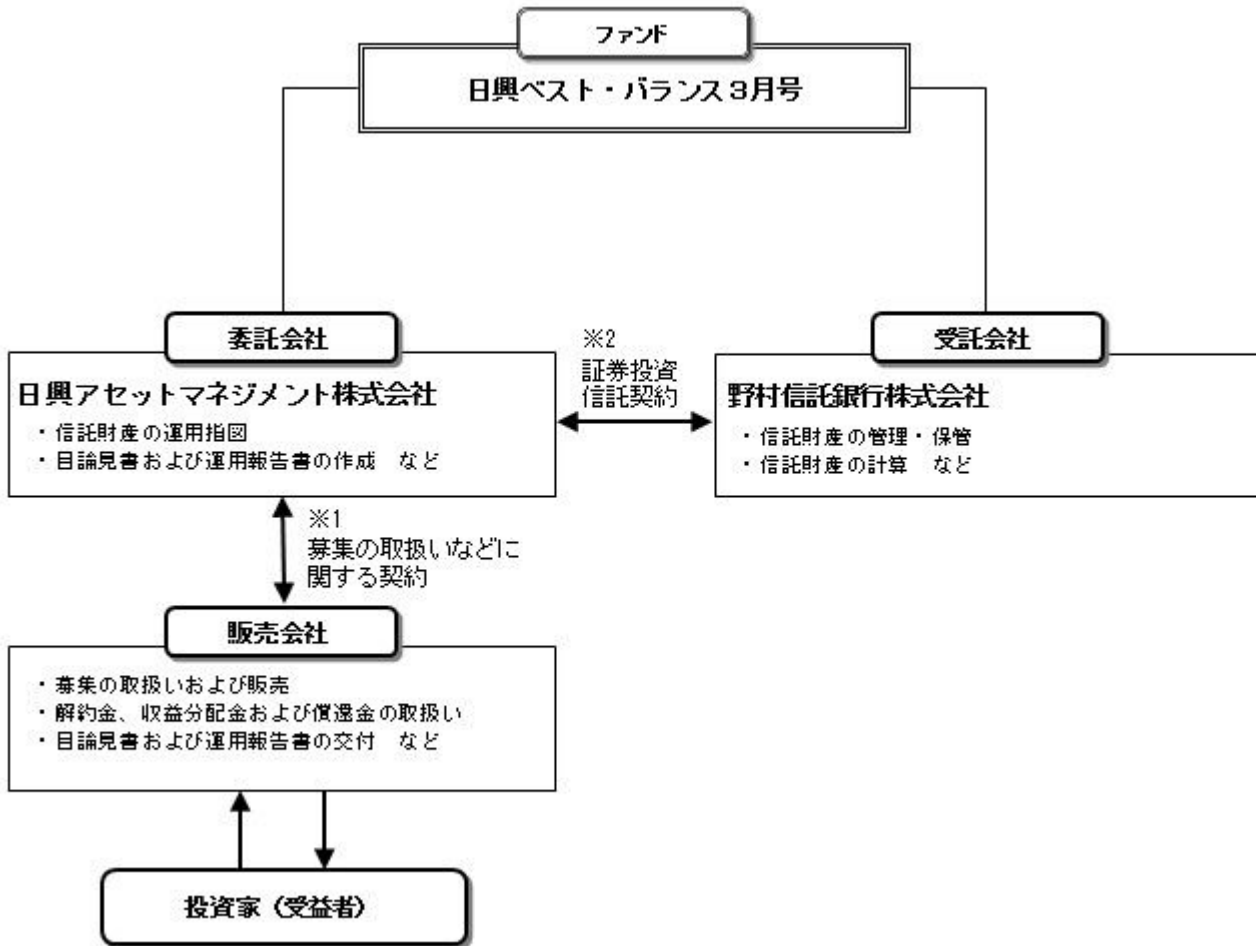 ファンド
日興ベスト・バランス３月号
委託会社
日興アセットマネジメント株式会社
・信託財産の運用指図
・目論見書および運用報告書の作成　など
※2
証券投資
信託契約
受託会社
野村信託銀行株式会社
・信託財産の管理・保管
・信託財産の計算　など
※1
募集の取扱いなどに
関する契約
販売会社
・募集の取扱いおよび販売
・解約金、収益分配金および償還金の取扱い
・目論見書および運用報告書の交付　など
投資家（受益者）